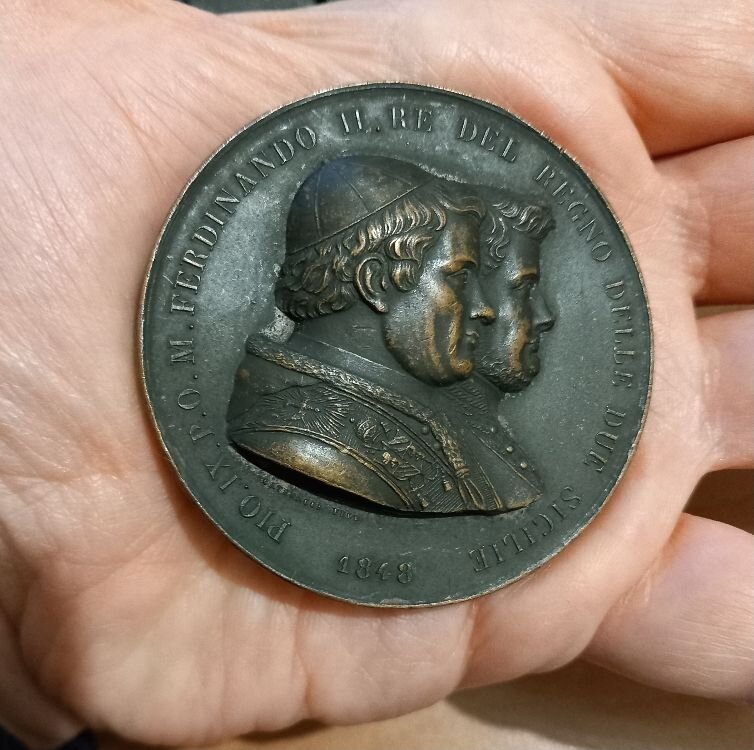 PIO.IX.P.O.M.FERDINANDO II.RE DEL REGNO DELLE DUE SICILIE
1848